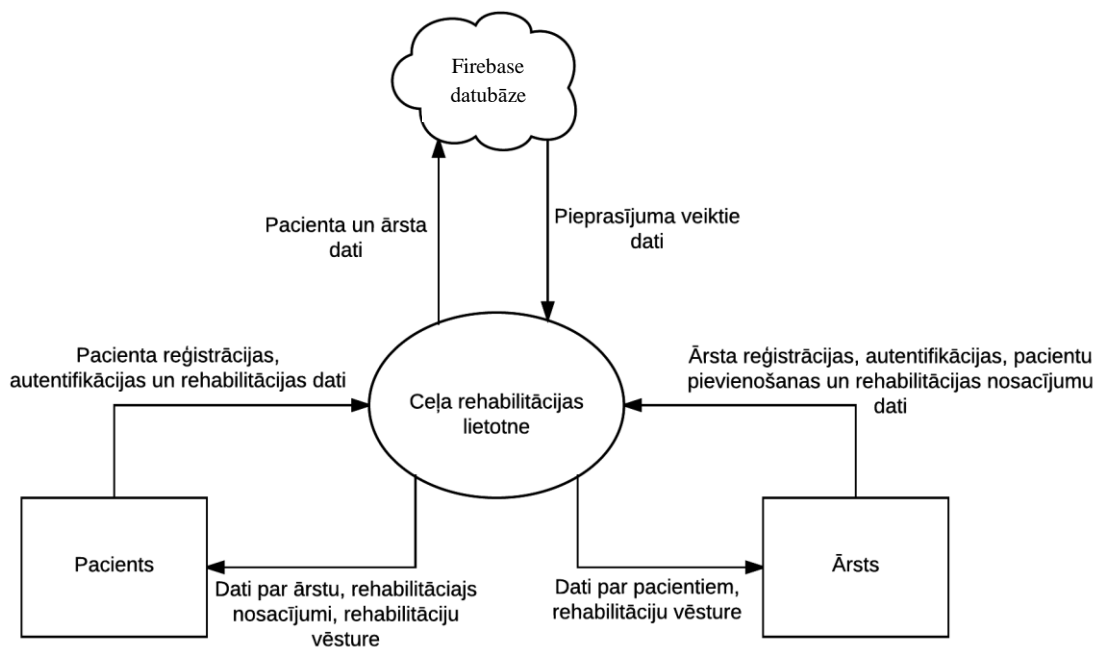 Firebase
datubāze
Pacienta un ārsta
dati
Pieprasījuma veiktie
dati
Pacienta reģistrācijas,
autentifikācijas un rehabilitācijas dati
Ārsta reģistrācijas, autentifikācijas, pacientu
pievienošanas un rehabilitācijas nosacījumu
dati
Ceļa rehabilitācijas
lietotne
Pacients
Ārsts
Dati par ārstu, rehabilitāciajs
nosacījumi, rehabilitāciju
vēsture
Dati par pacientiem,
rehabilitāciju vēsture